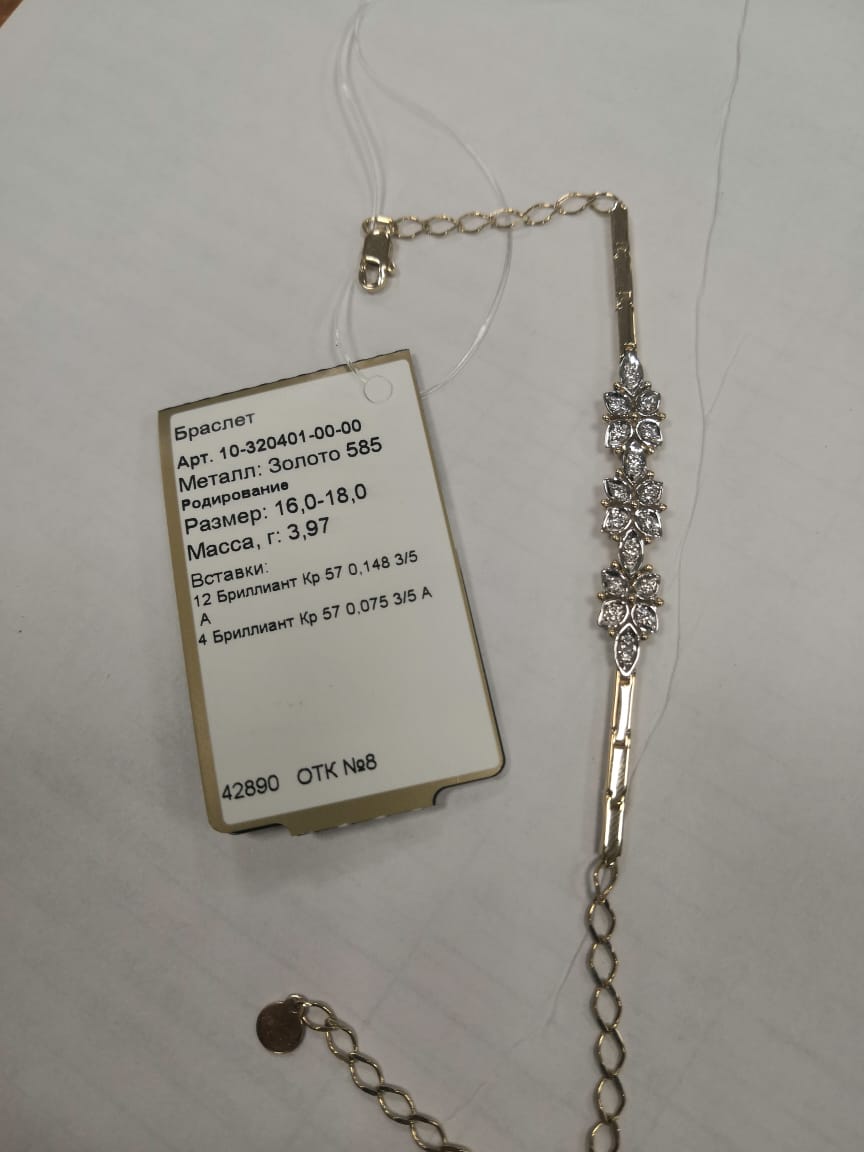 Браслет
Арт. 10-320401-00-00
Металл: Золото 585
Родирование
Размер: 16,0-18,0
Масса, г: 3,97
Вставки:
12 Бриллиант Кр 57 0,148 3/5
А
4 Бриллиант Кр 57 0,075 3/5 А
42890 ОТК №8